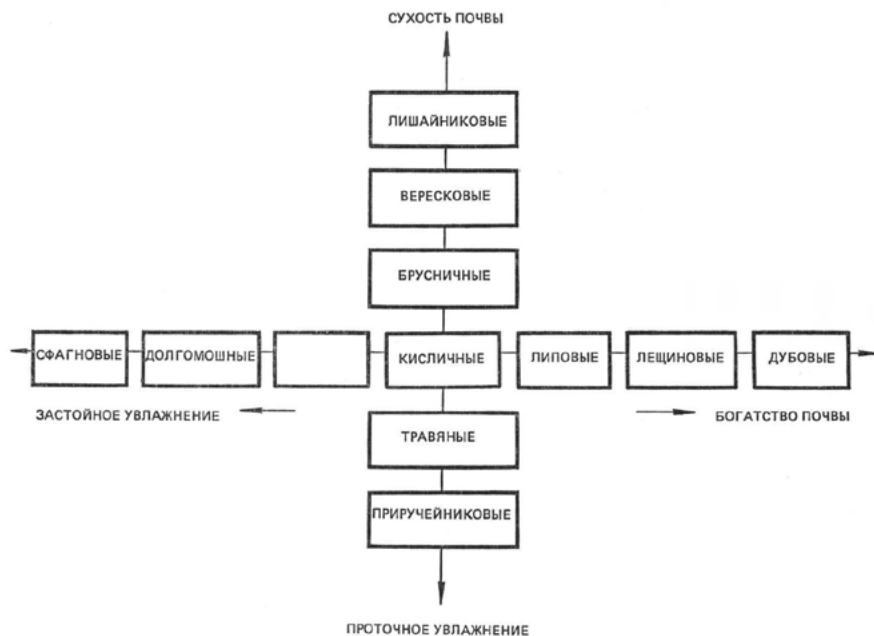 СУХОСТЬ ПОЧВЫ
ЛИШАЙНИКОВЫЕ
ВЕРЕСКОВЫЕ
БРУСНИЧНЫЕ
СФАГНОВЫЕ ДОЛГОМОШНЫЕ КИСЛИЧНЫЕ ЛИПОВЫЕ ЛЕЩИНОВЫЕ ДУБОВЫЕ
ЗАСТОЙНОЕ УВЛАЖНЕНИЕ БОГАТСТВО ПОЧВЫ
ТРАВЯНЫЕ
ПРИРУЧЕЙНИКОВЫЕ
ПРОТОЧНОЕ УВЛАЖНЕНИЕ